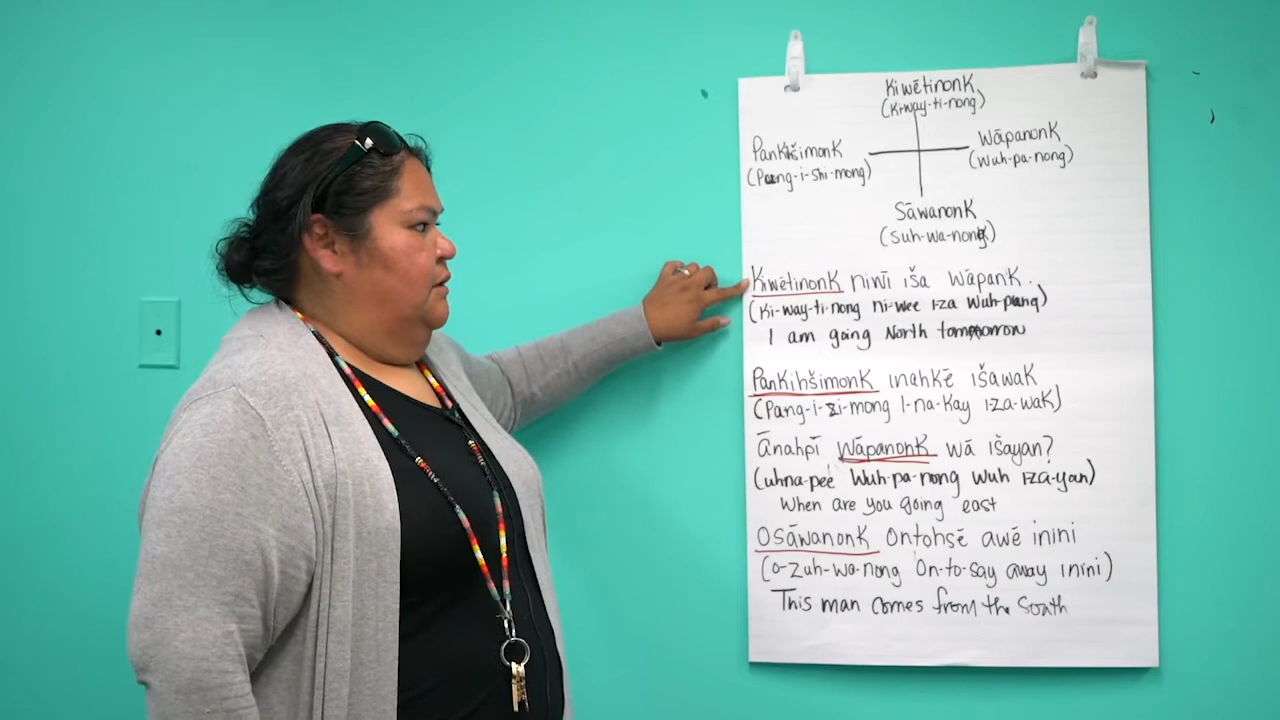 Kiwētinonk
(Ki-way-ti-nong)
Pankišimonk
(Pang-i-shi-mong)
Wāpanonk
(Wuh-pa-nong)
Sāwanonk
(Suh-wa-nong)
Kiwētinonk niwī iša Wāpank.
(Ki-way-ti-nong ni-wee iza Wuh-pang)
I am going North tomorrow
Pankihšimonk inahkē išawak
(Pang-i-zi-mong I-na-kay iza-wak)
Ānahpī wāpanonk wā išayan?
(uhna-peé Wuh-pa-nong Wuh iza-yan)
When are you going east
Osāwanonk Ontohsē awē inini
(o-zuh-wa-nong On-to-say away inini)
This man comes from the South